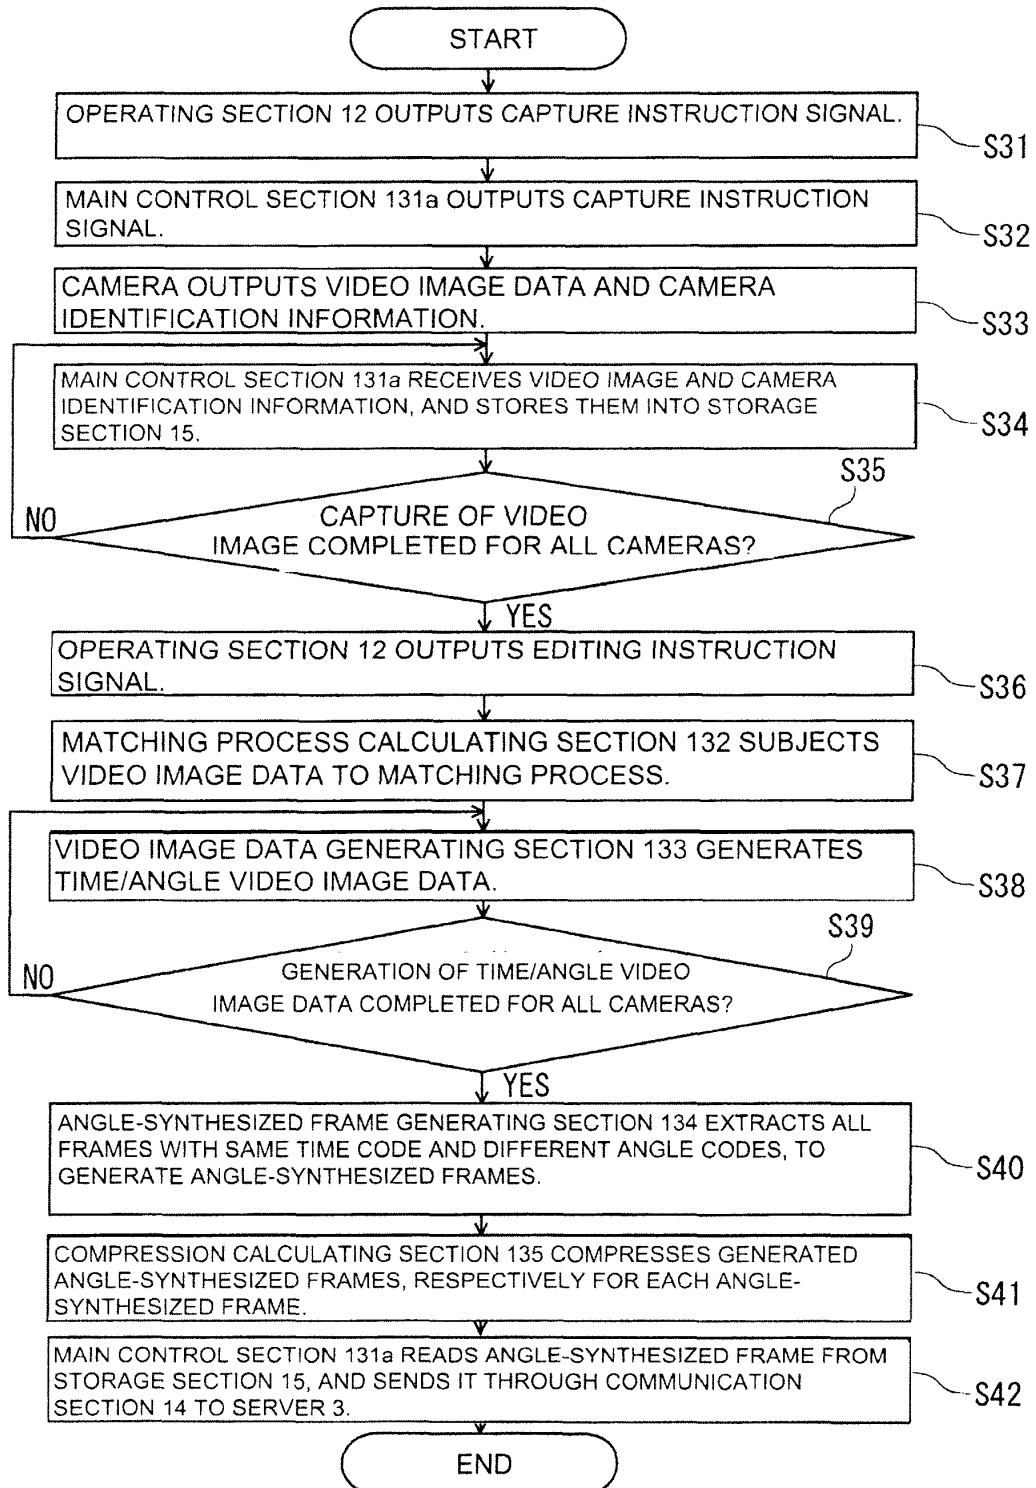 START
OPERATING SECTION 12 OUTPUTS CAPTURE INSTRUCTION SIGNAL.
S31
MAIN CONTROL SECTION 131a OUTPUTS CAPTURE INSTRUCTION
SIGNAL.
S32
CAMERA OUTPUTS VIDEO IMAGE DATA AND CAMERA
IDENTIFICATION INFORMATION.
S33
MAIN CONTROL SECTION 131a RECEIVES VIDEO IMAGE AND CAMERA
IDENTIFICATION INFORMATION, AND STORES THEM INTO STORAGE
SECTION 15.
S34
S35
CAPTURE OF VIDEO
IMAGE COMPLETED FOR ALL CAMERAS?
NO
YES
OPERATING SECTION 12 OUTPUTS EDITING INSTRUCTION
SIGNAL.
S36
MATCHING PROCESS CALCULATING SECTION 132 SUBJECTS
VIDEO IMAGE DATA TO MATCHING PROCESS.
S37
VIDEO IMAGE DATA GENERATING SECTION 133 GENERATES
TIME/ANGLE VIDEO IMAGE DATA.
S38
S39
GENERATION OF TIME/ANGLE VIDEO
IMAGE DATA COMPLETED FOR ALL CAMERAS?
NO
YES
ANGLE-SYNTHESIZED FRAME GENERATING SECTION 134 EXTRACTS ALL
FRAMES WITH SAME TIME CODE AND DIFFERENT ANGLE CODES, TO
GENERATE ANGLE-SYNTHESIZED FRAMES.
S40
COMPRESSION CALCULATING SECTION 135 COMPRESSES GENERATED
ANGLE-SYNTHESIZED FRAMES, RESPECTIVELY FOR EACH ANGLE-
SYNTHESIZED FRAME.
S41
MAIN CONTROL SECTION 131a READS ANGLE-SYNTHESIZED FRAME FROM
STORAGE SECTION 15, AND SENDS IT THROUGH COMMUNICATION
SECTION 14 TO SERVER 3.
S42
END